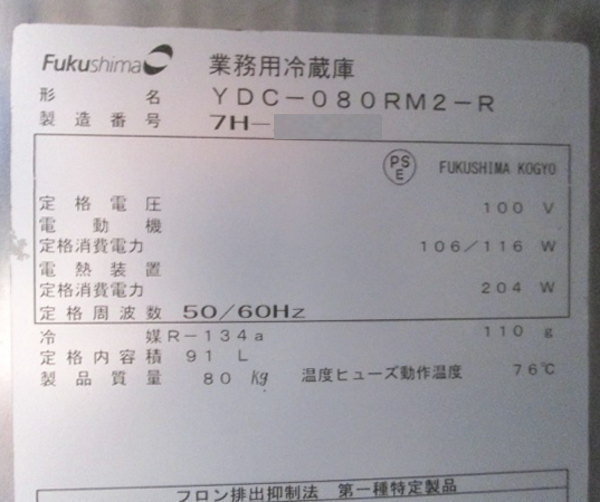 Fukushima 業務用冷蔵庫
形名 YDC-080RM2-R
製造番号 7H-
PSE FUKUSHIMA KOGYO
定格電圧 100 V
電動機
定格消費電力 106/116 W
電熱装置
定格消費電力 204 W
定格周波数 50/60Hz
冷媒 R-134a 110 g
定格内容積 91 L
製品質量 80 kg 温度ヒューズ動作温度 76℃
フロン排出抑制法 第一種特定製品